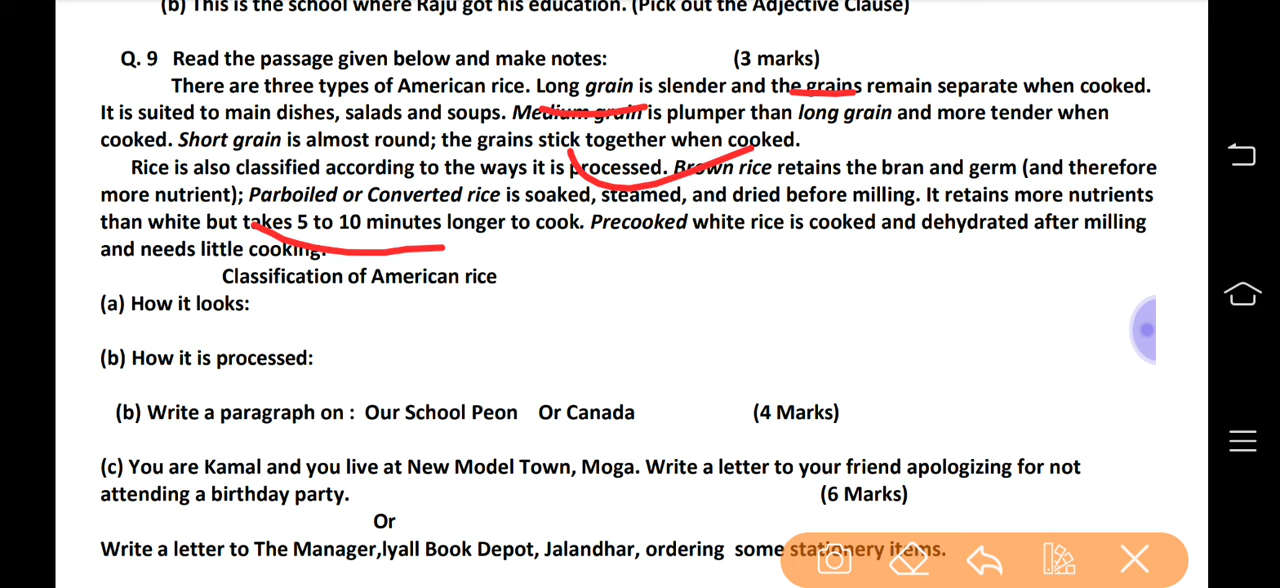 (b) This is the school where Raju got his education. (Pick out the Adjective Clause)
Q. 9 Read the passage given below and make notes: (3 marks)
There are three types of American rice. Long grain is slender and the grains remain separate when cooked.
It is suited to main dishes, salads and soups. Medium grain is plumper than long grain and more tender when
cooked. Short grain is almost round; the grains stick together when cooked.
Rice is also classified according to the ways it is processed. Brown rice retains the bran and germ (and therefore
more nutrient); Parboiled or Converted rice is soaked, steamed, and dried before milling. It retains more nutrients
than white but takes 5 to 10 minutes longer to cook. Precooked white rice is cooked and dehydrated after milling
and needs little cooking.
Classification of American rice
(a) How it looks:
(b) How it is processed:
(b) Write a paragraph on : Our School Peon Or Canada (4 Marks)
(c) You are Kamal and you live at New Model Town, Moga. Write a letter to your friend apologizing for not
attending a birthday party. (6 Marks)
Or
Write a letter to The Manager,lyall Book Depot, Jalandhar, ordering some stationery items.